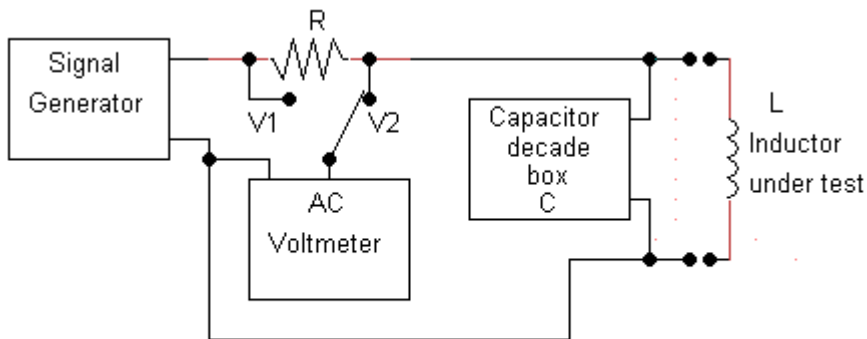 Signal
Generator
R
V1
V2
AC
Voltmeter
Capacitor
decade
box
C
L
Inductor
under test